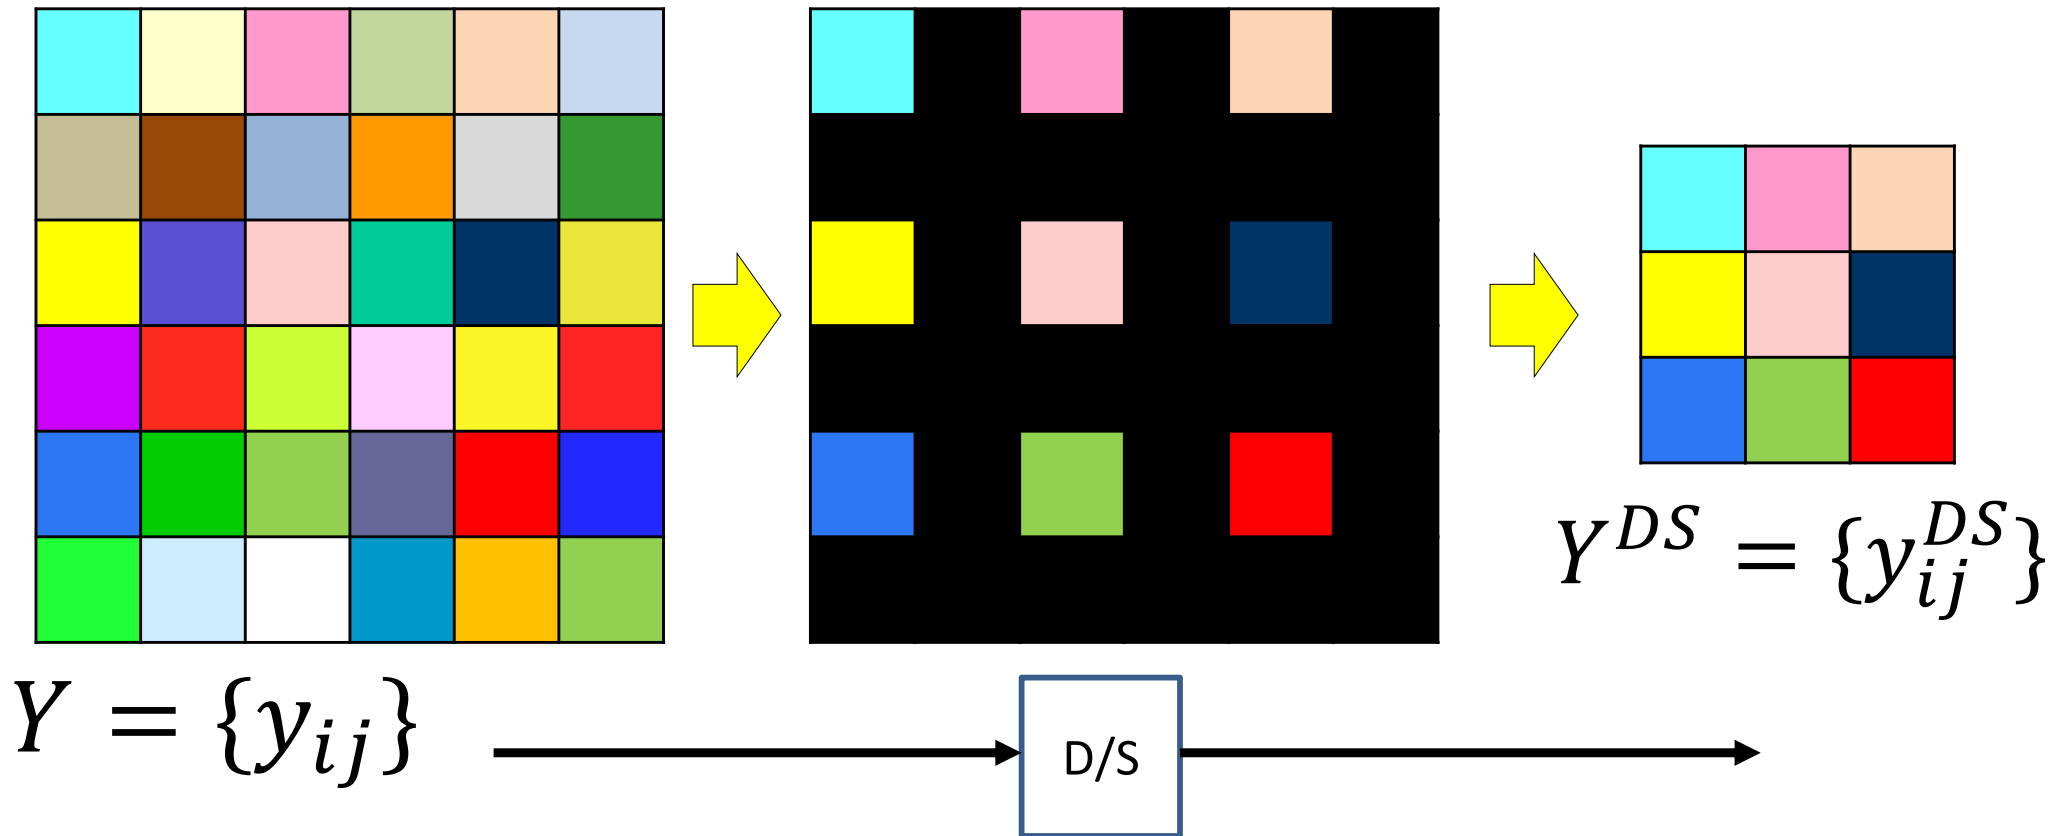 Y^{DS} = {y_{ij}^{DS}}
Y = {y_{ij}}
D/S